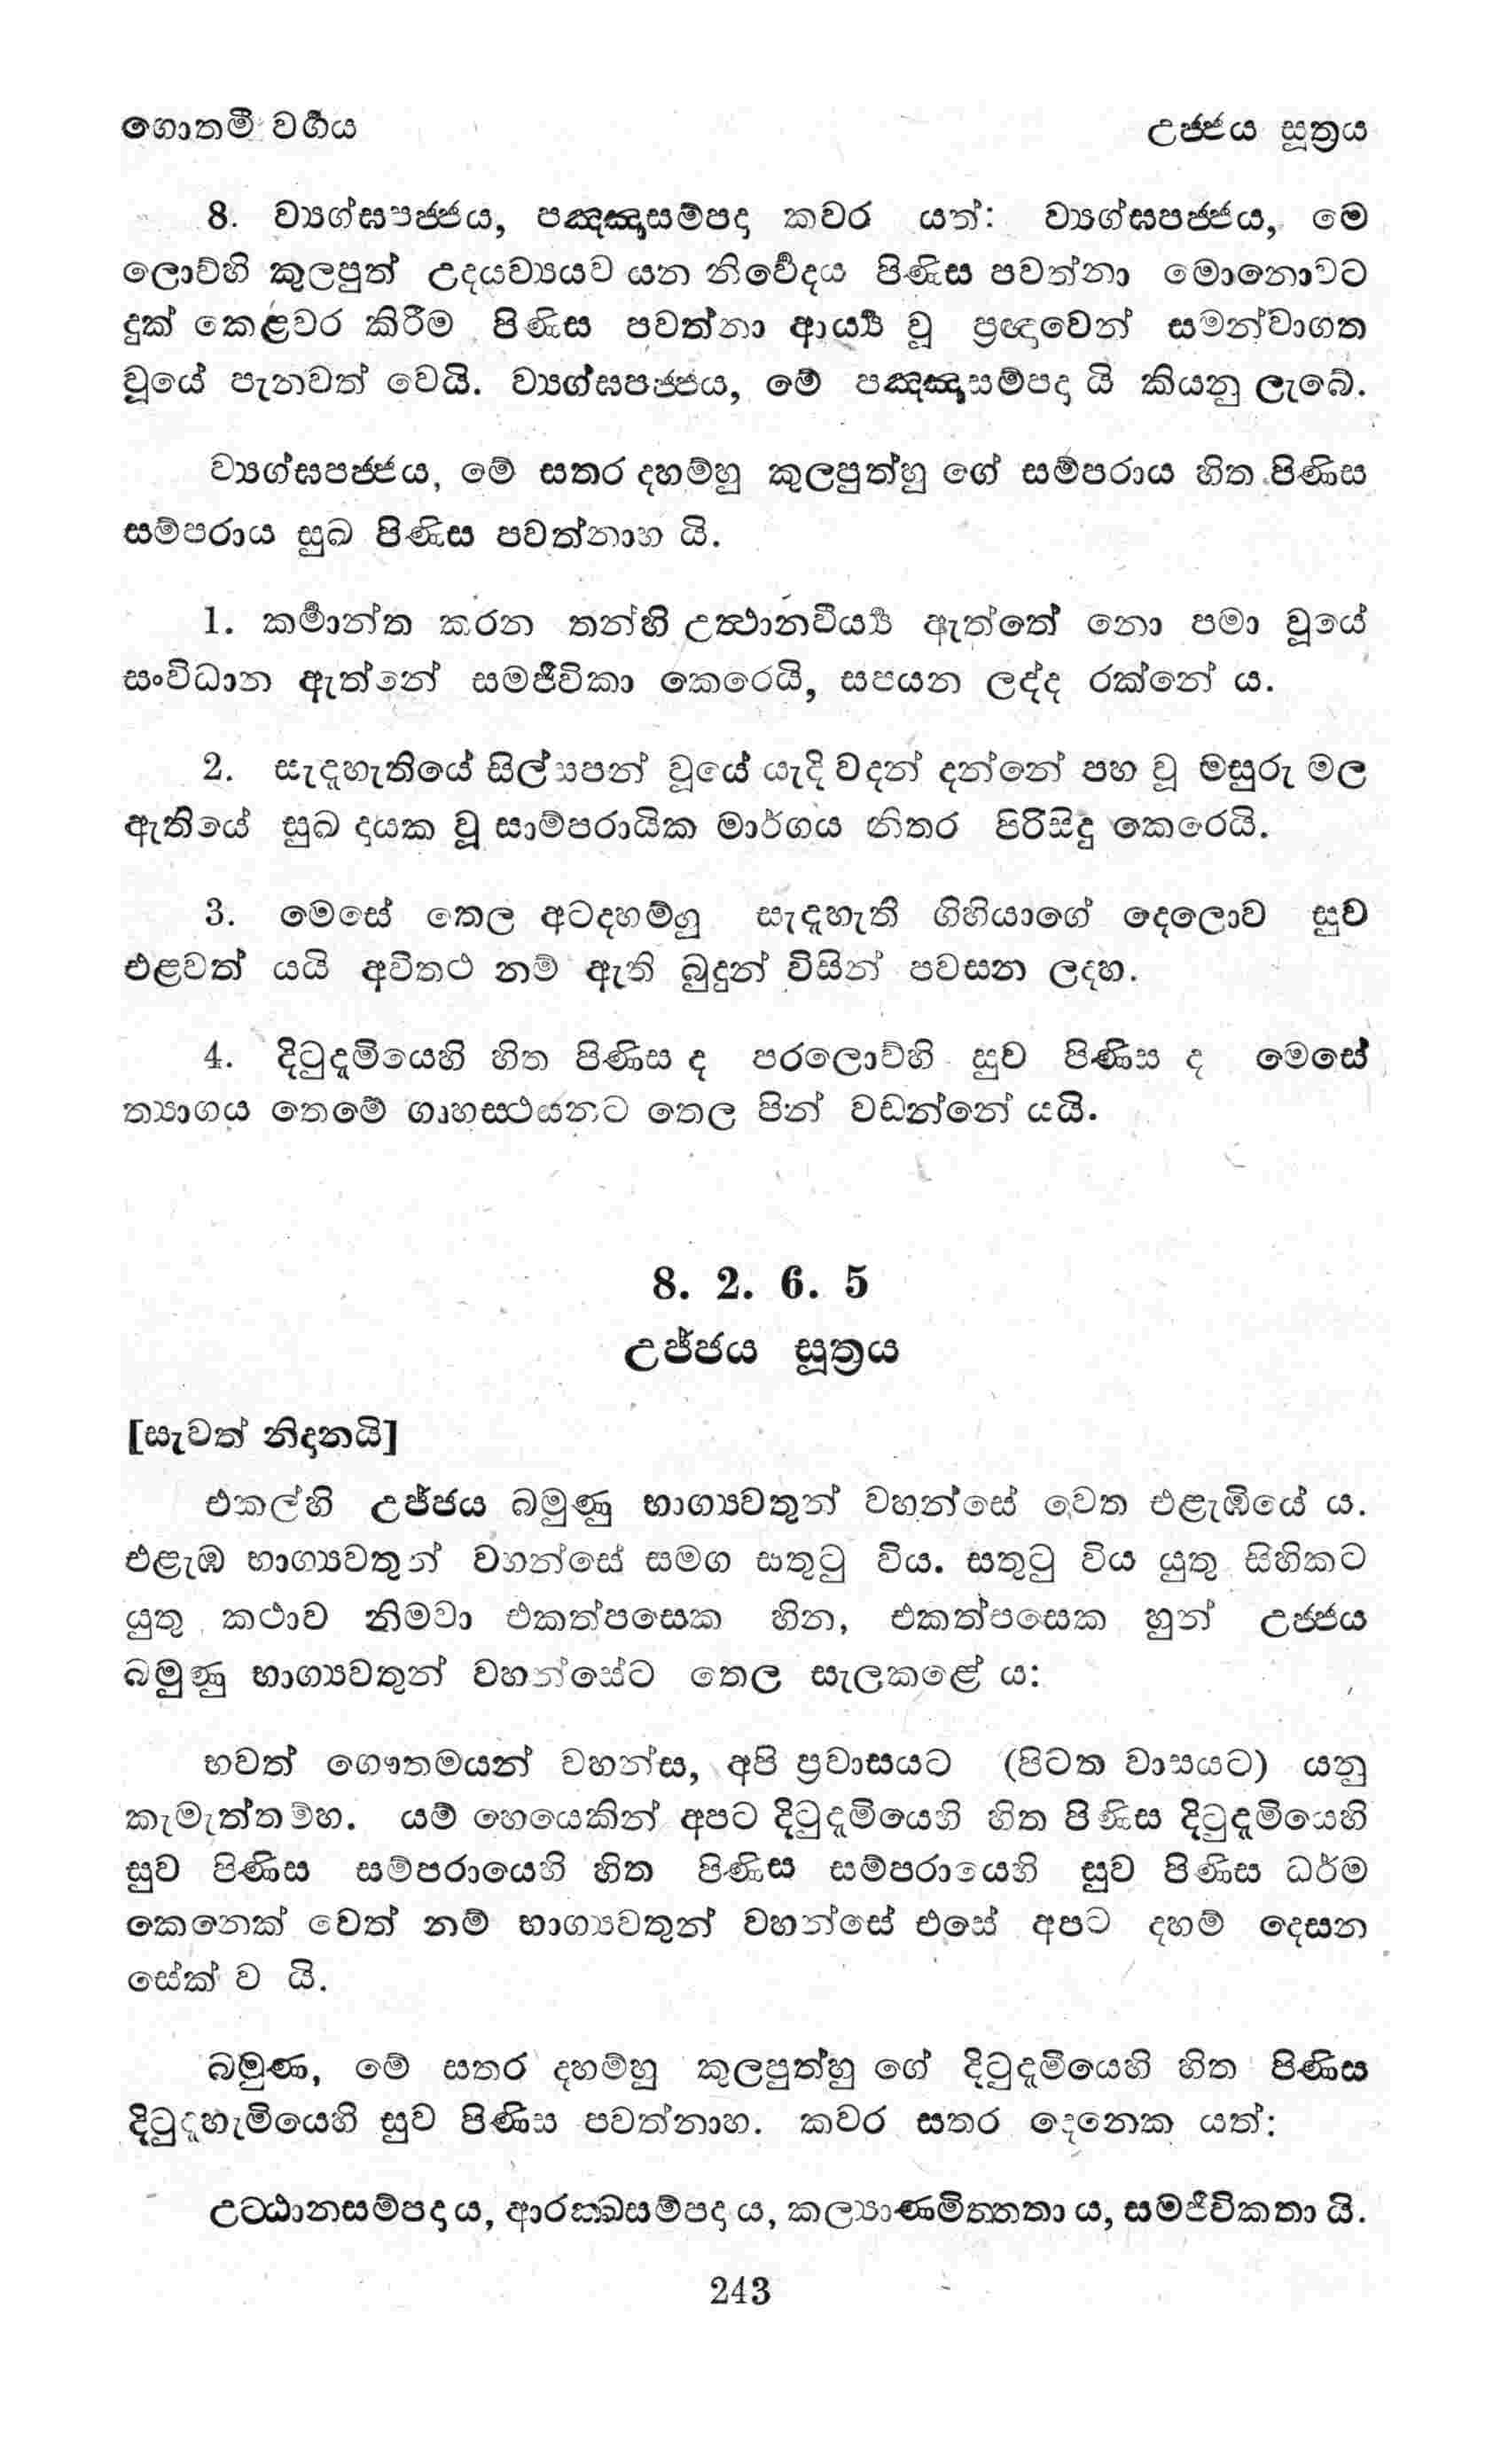 ගොතමී වර්‍ගය
උජ්ජය සූත්‍රය
8. ව්‍යග්ඝපජ්ජය, පඤ්ඤාසම්පදා කවර යත්: ව්‍යග්ඝපජ්ජය, මෙ
ලොව්හි කුලපුත් උදයව්‍යයව යන නිර්‍වේදය පිණිස පවත්නා මොනොවට
දුක් කෙළවර කිරීම පිණිස පවත්නා ආර්‍ය්‍ය වූ ප්‍රඥාවෙන් සමන්වාගත
වූයේ පැනවත් වෙයි. ව්‍යග්ඝපජ්ජය, මේ පඤ්ඤාසම්පදා යි කියනු ලැබේ.
ව්‍යග්ඝපජ්ජය, මේ සතර දහම්හු කුලපුත්හු ගේ සම්පරාය හිත පිණිස
සම්පරාය සුඛ පිණිස පවත්නාහ යි.
1. කර්‍මාන්ත කරන තන්හි උත්‍ථානවීර්‍ය්‍ය ඇත්තේ නො පමා වූයේ
සංවිධාන ඇත්නේ සමජීවිකා කෙරෙයි, සපයන ලද්ද රක්නේ ය.
2. සැදැහැතියේ සිල්සපන් වූයේ යැදි වදන් දන්නේ පහ වූ මසුරු මල
ඇතියේ සුඛ දායක වූ සාම්පරායික මාර්ගය නිතර පිරිසිදු කෙරෙයි.
3. මෙසේ තෙල අටදහම්හු සැදැහැති ගිහියාගේ දෙලොව සුව
එළවත් යයි අවිතථ නම් ඇති බුදුන් විසින් පවසන ලදහ.
4. දිටුදැමියෙහි හිත පිණිස ද පරලොව්හි සුව පිණිස ද මෙසේ
ත්‍යාගය තෙමේ ගෘහස්ථයනට තෙල පින් වඩන්නේ යයි.
8. 2. 6. 5
උජ්ජය සූත්‍රය
[සැවත් නිදානයි]
එකල්හි උජ්ජය බමුණු භාග්‍යවතුන් වහන්සේ වෙත එළැඹියේ ය.
එළැඹ භාග්‍යවතුන් වහන්සේ සමග සතුටු විය. සතුටු විය යුතු සිහිකට
යුතු කථාව නිමවා එකත්පසෙක හින, එකත්පසෙක හුන් උජ්ජය
බමුණු භාග්‍යවතුන් වහන්සේට තෙල සැලකළේ ය:
භවත් ගෞතමයන් වහන්ස, අපි ප්‍රවාසයට (පිටත වාසයට) යනු
කැමැත්තම්හ. යම් හෙයෙකින් අපට දිටුදැමියෙහි හිත පිණිස දිටුදැමියෙහි
සුව පිණිස සම්පරායෙහි හිත පිණිස සම්පරායෙහි සුව පිණිස ධර්ම
කෙනෙක් වෙත් නම් භාග්‍යවතුන් වහන්සේ එසේ අපට දහම් දෙසන
සේක් ව යි.
බමුණ, මේ සතර දහම්හු කුලපුත්හු ගේ දිටුදැමියෙහි හිත පිණිස
දිටුදැහැමියෙහි සුව පිණිස පවත්නාහ. කවර සතර දෙනෙක යත්:
උට්ඨානසම්පදා ය, ආරක්ඛසම්පදා ය, කල්‍යාණමිත්තතා ය, සමජීවිකතා යි.
243